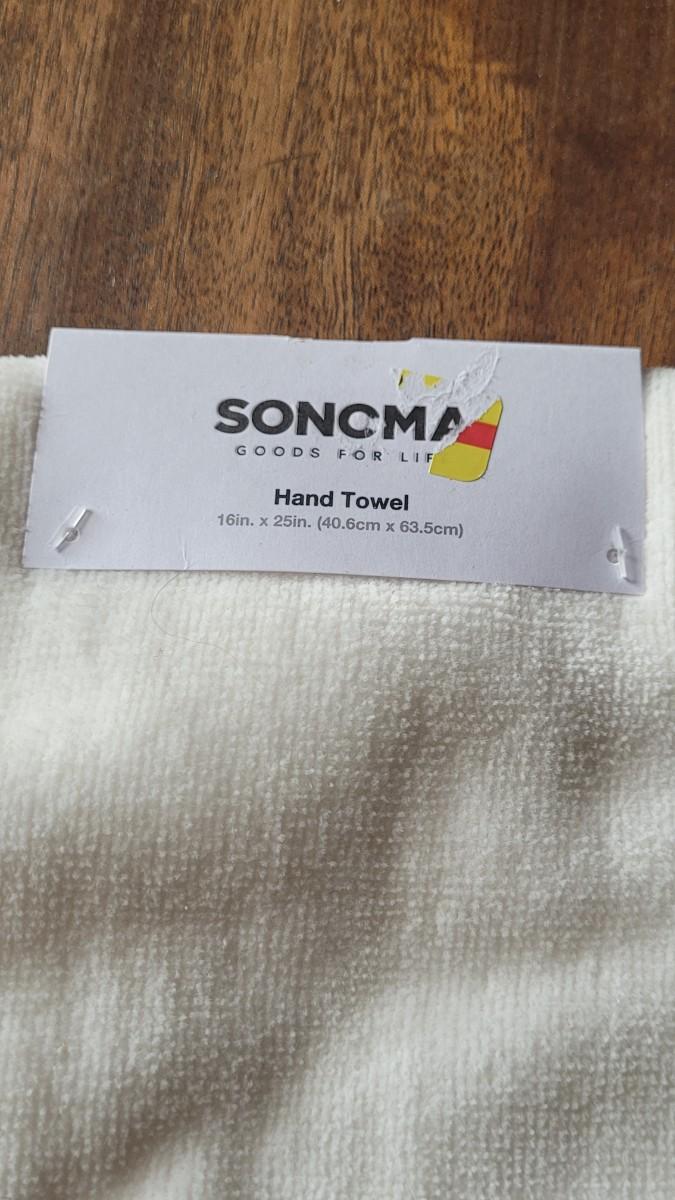 SONOMA
GOODS FOR LIF
Hand Towel
16in. x 25in. (40.6cm x 63.5cm)